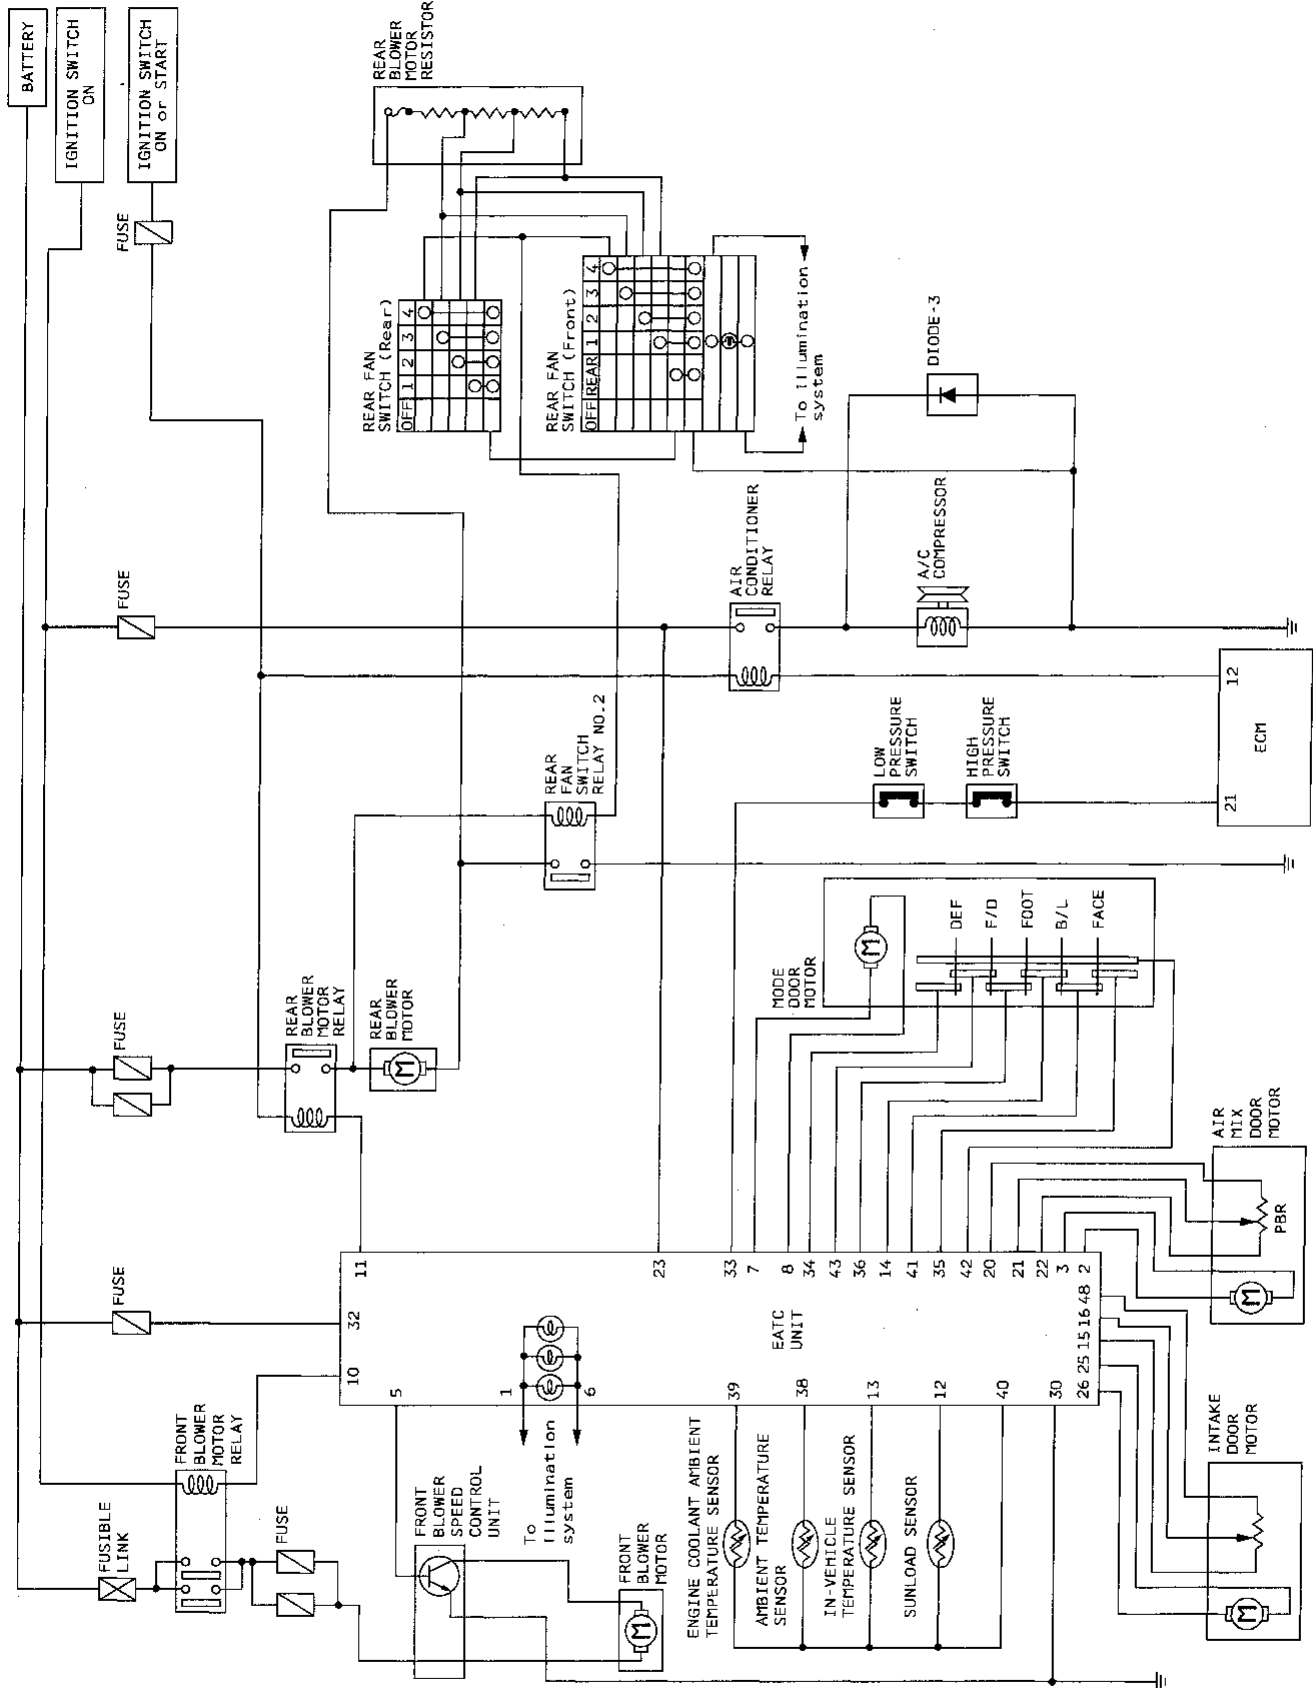 BATTERY
IGNITION SWITCH
ON
IGNITION SWITCH
ON or START
FUSE
REAR
BLOWER
MOTOR
RESISTOR
REAR FAN
SWITCH (Rear)
OFF 1 2 3 4
REAR FAN
SWITCH (Front)
OFF REAR 1 2 3 4
To Illumination
system
DIODE-3
FUSE
AIR
CONDITIONER
RELAY
A/C
COMPRESSOR
REAR
FAN
SWITCH
RELAY NO.2
LOW
PRESSURE
SWITCH
HIGH
PRESSURE
SWITCH
12
ECM
21
FUSE
REAR
BLOWER
MOTOR
RELAY
REAR
BLOWER
MOTOR
M
MODE
DOOR
MOTOR
M
DEF
F/D
FOOT
B/L
FACE
AIR
MIX
DOOR
MOTOR
PBR
M
FUSE
11
32
10
23
33
7
8
34
43
36
14
41
35
42
20
21
22
3
2
EATC
UNIT
5
1
6
39
38
13
12
40
30
26 25 15 16 48
FRONT
BLOWER
MOTOR
RELAY
FUSIBLE
LINK
FUSE
FRONT
BLOWER
SPEED
CONTROL
UNIT
To
Illumination
system
FRONT
BLOWER
MOTOR
M
ENGINE COOLANT AMBIENT
TEMPERATURE SENSOR
AMBIENT TEMPERATURE
SENSOR
IN-VEHICLE
TEMPERATURE SENSOR
SUNLOAD SENSOR
INTAKE
DOOR
MOTOR
M